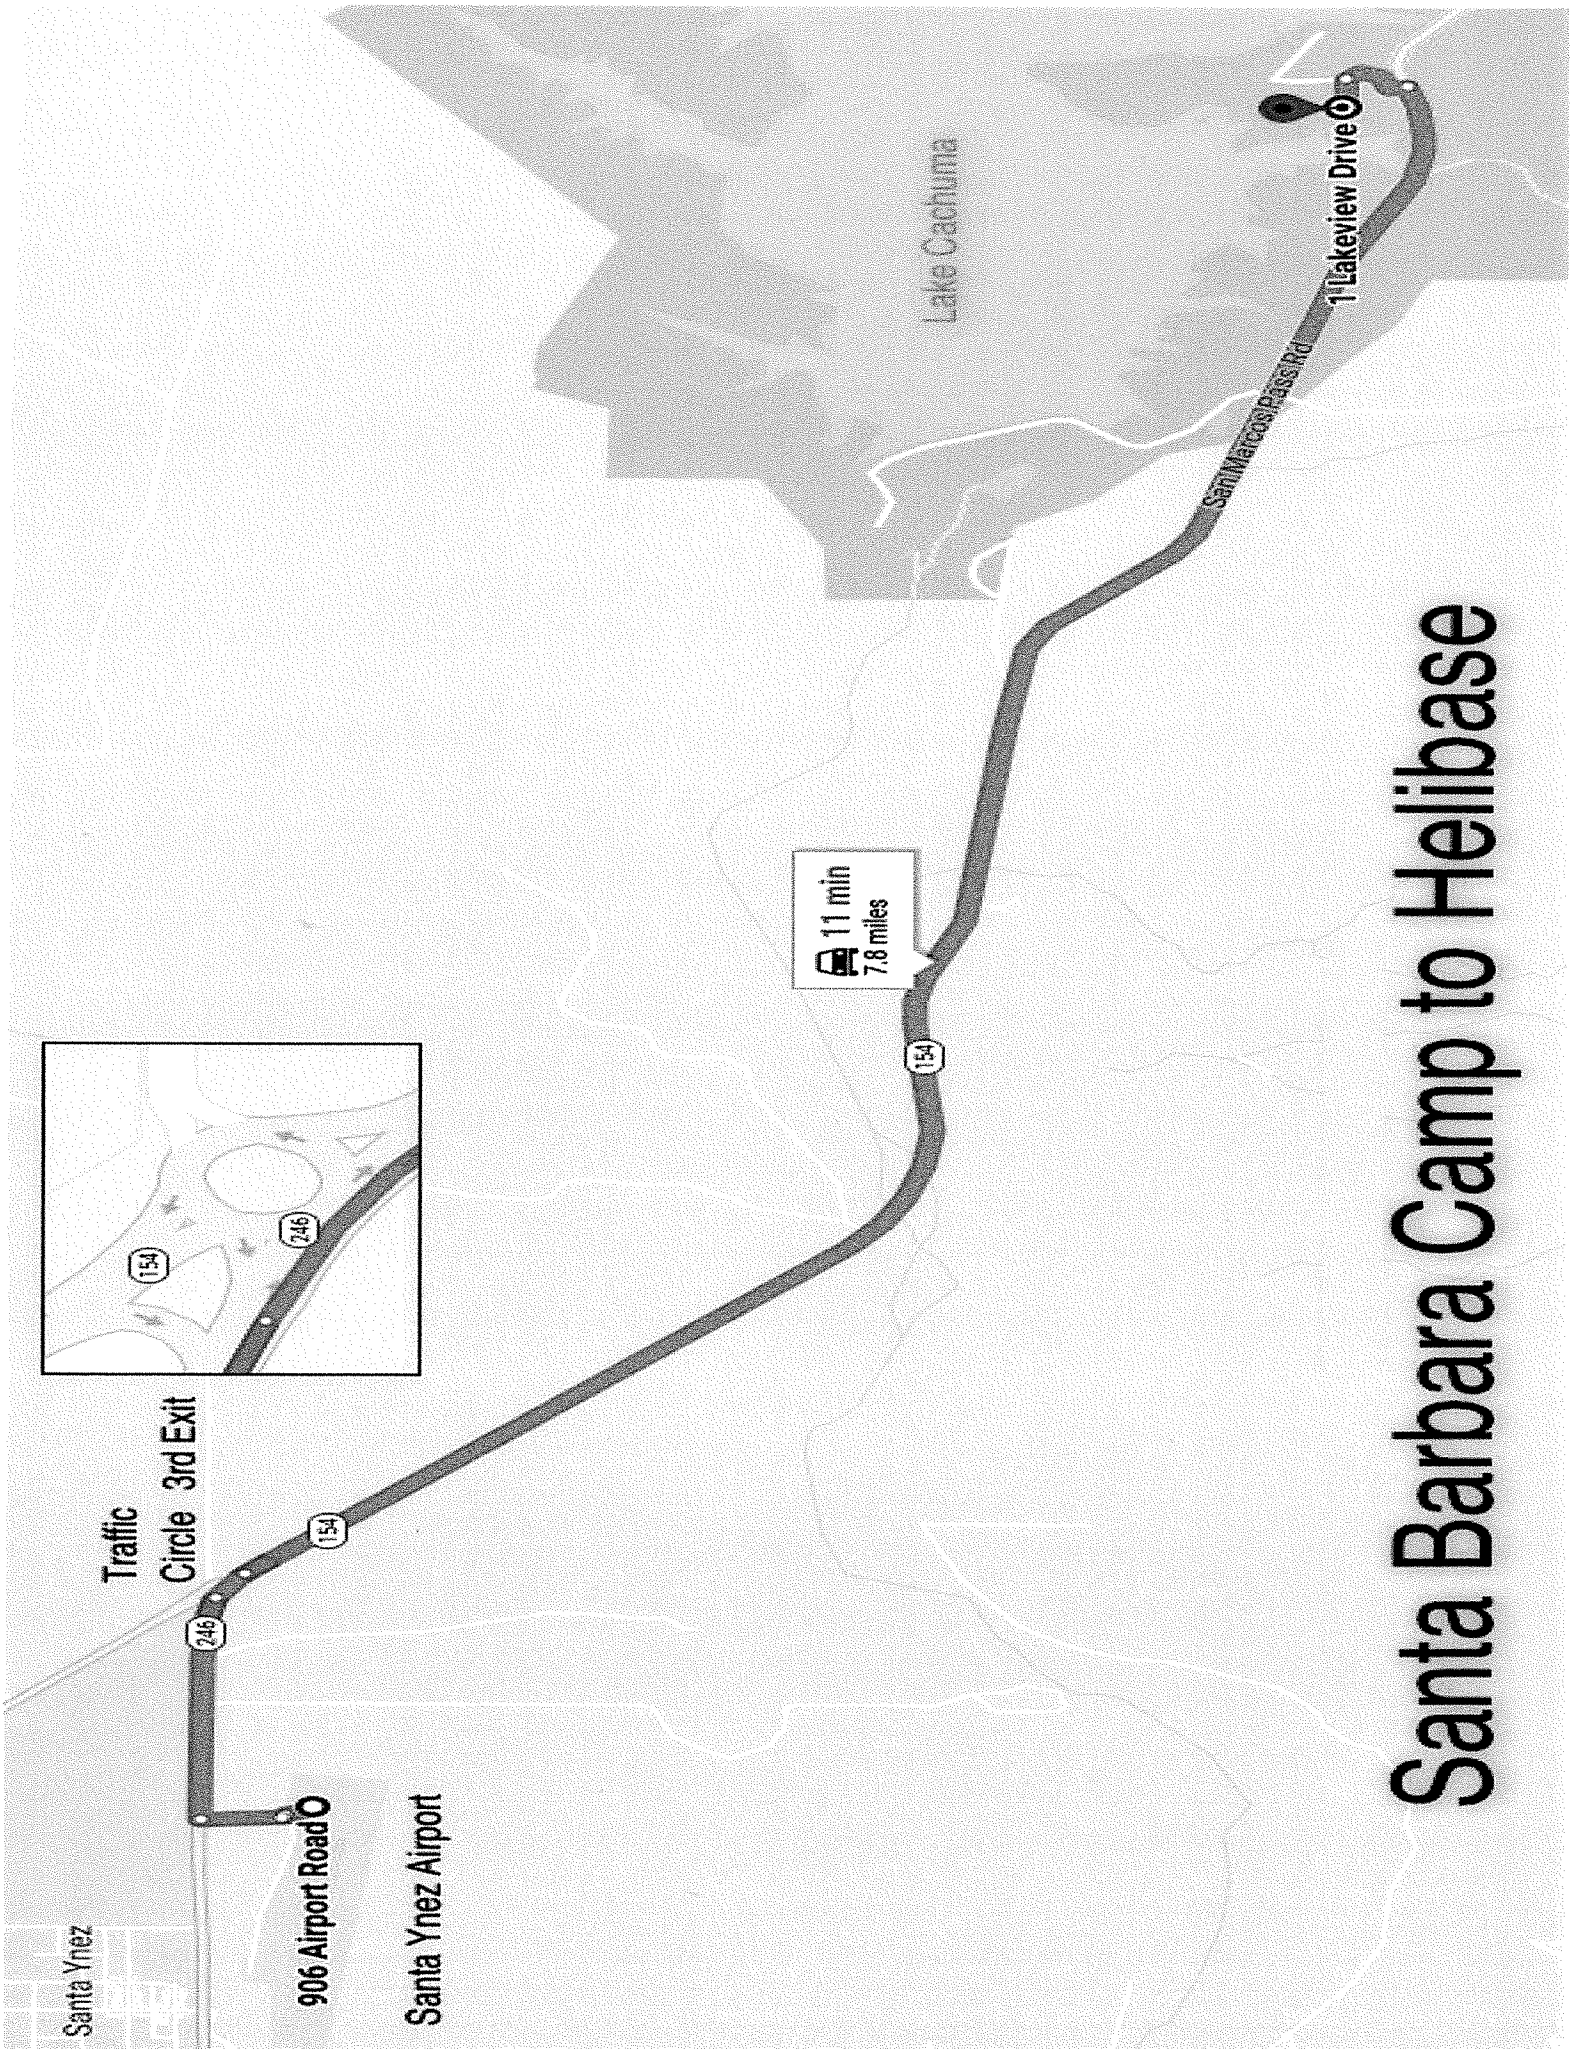 Santa Ynez
Traffic
Circle 3rd Exit
154
246
246
154
906 Airport Road
Santa Ynez Airport
11 min
7.8 miles
154
Lake Cachuma
San Marcos Pass Rd
1 Lakeview Drive
Santa Barbara Camp to Helibase